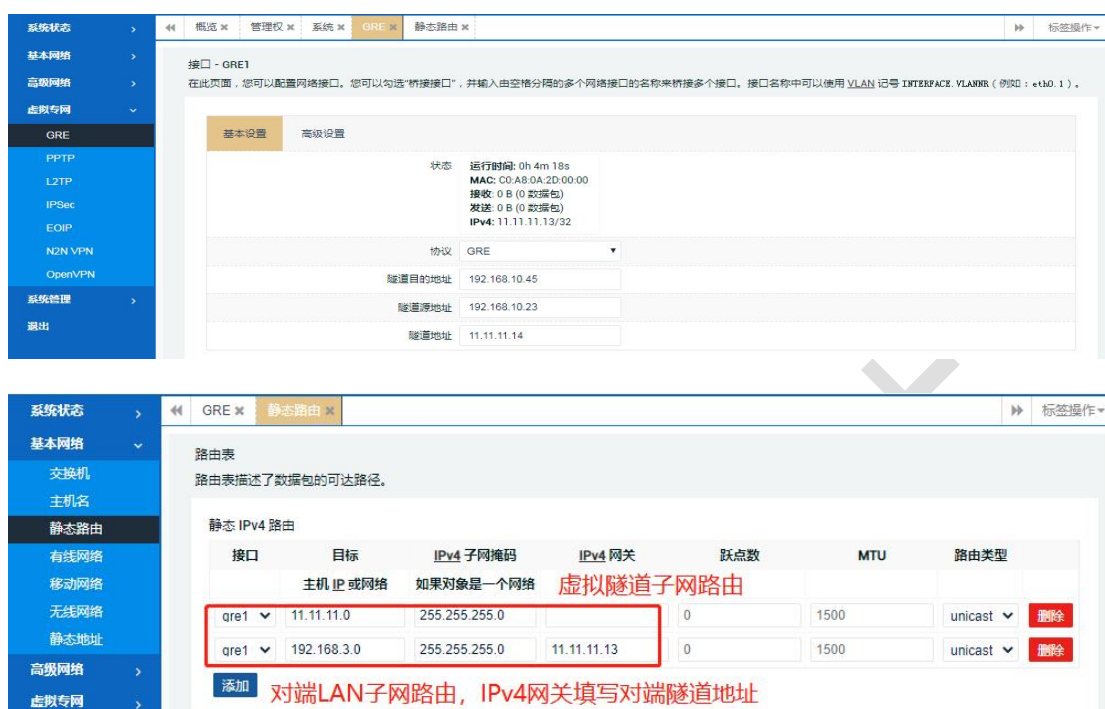 系统状态
概览 管理权 系统 GRE 静态路由 标签操作
基本网络
高级网络
虚拟专网
GRE
PPTP
L2TP
IPSec
EOIP
N2N VPN
OpenVPN
系统管理
退出
接口 - GRE1
在此页面，您可以配置网络接口。您可以勾选“桥接接口”，并输入由空格分隔的多个网络接口的名称来桥接多个接口。接口名称中可以使用 VLAN 记号 INTERFACE.VLANNR（例如：eth0.1）。
基本设置 高级设置
状态 运行时间: 0h 4m 18s
MAC: C0:A8:0A:2D:00:00
接收: 0 B (0 数据包)
发送: 0 B (0 数据包)
IPv4: 11.11.11.13/32
协议 GRE
隧道目的地址 192.168.10.45
隧道源地址 192.168.10.23
隧道地址 11.11.11.14
系统状态
GRE 静态路由 标签操作
基本网络
交换机
主机名
静态路由
有线网络
移动网络
无线网络
静态地址
高级网络
虚拟专网
路由表
路由表描述了数据包的可达路径。
静态 IPv4 路由
接口 目标 IPv4 子网掩码 IPv4 网关 跃点数 MTU 路由类型
主机 IP 或网络 如果对象是一个网络 虚拟隧道子网路由
gre1 11.11.11.0 255.255.255.0 0 1500 unicast 删除
gre1 192.168.3.0 255.255.255.0 11.11.11.13 0 1500 unicast 删除
添加 对端LAN子网路由，IPv4网关填写对端隧道地址